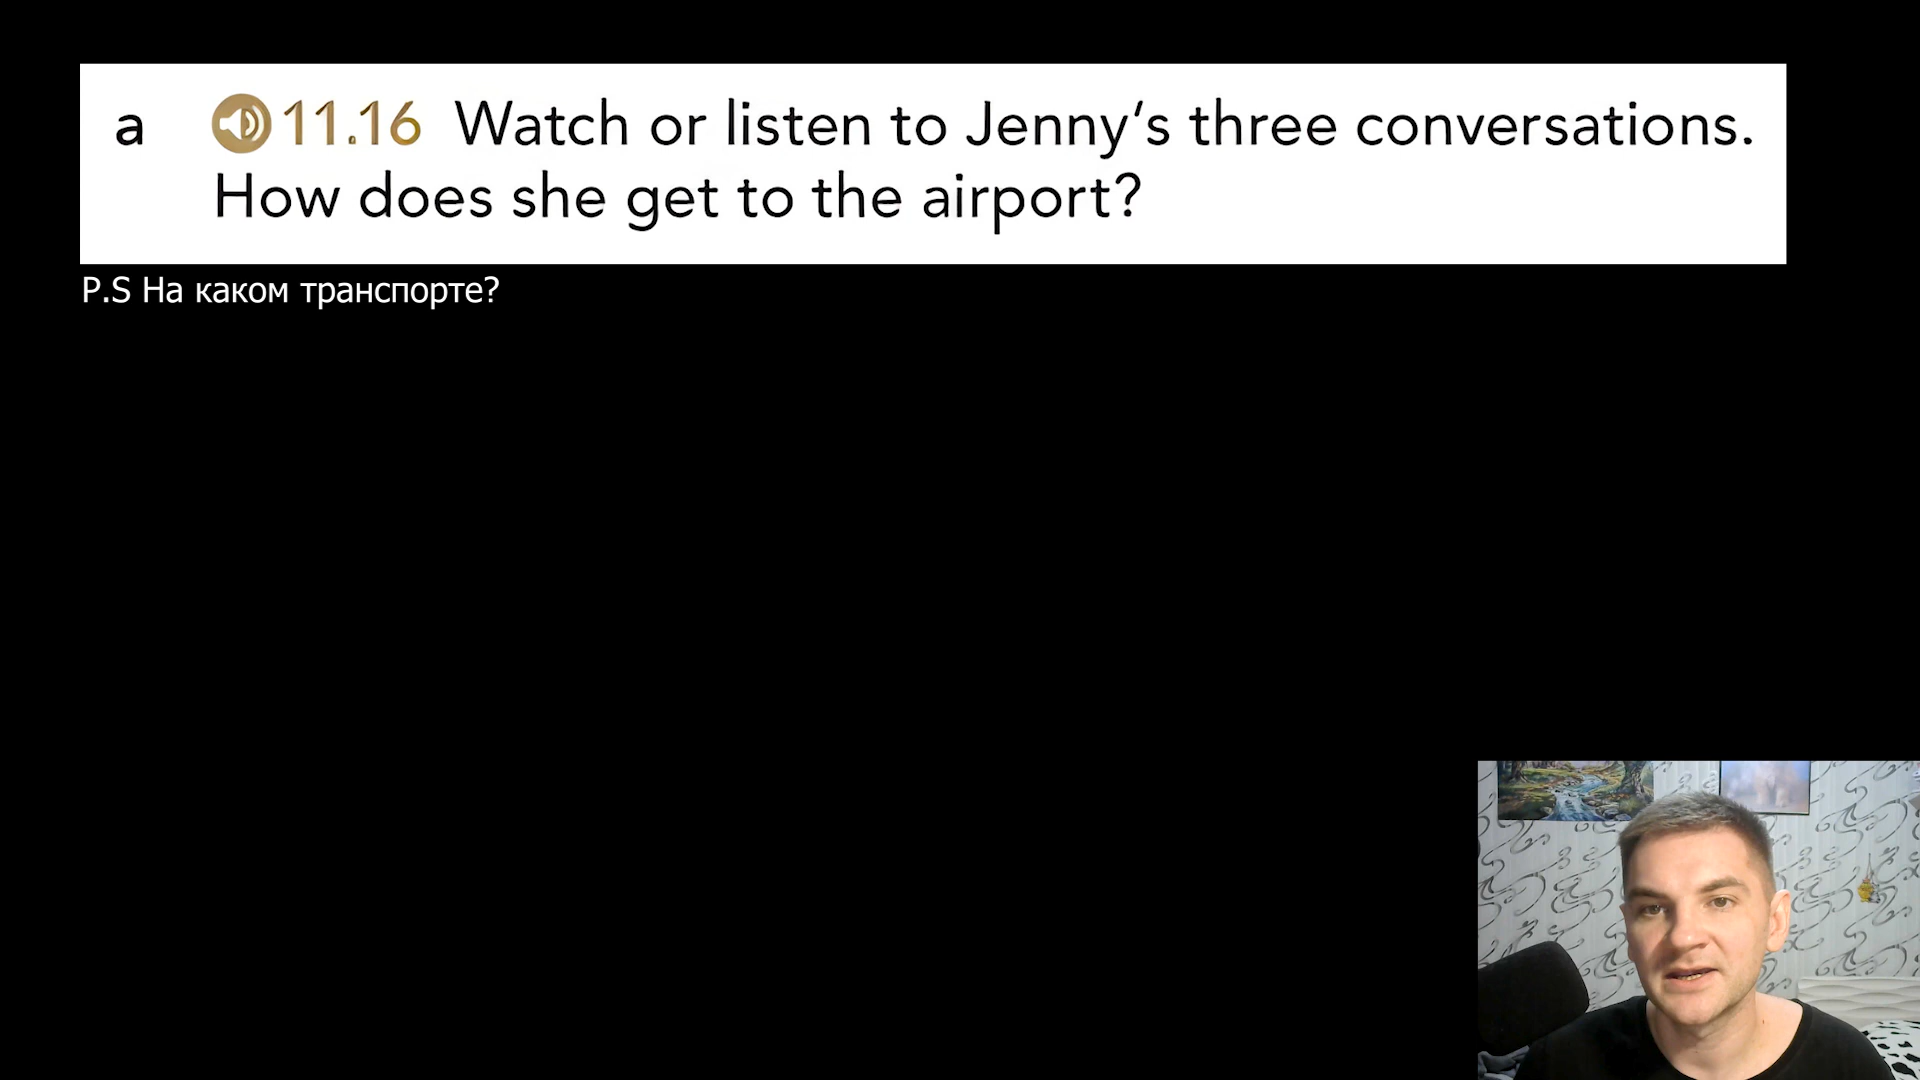 a 11.16 Watch or listen to Jenny's three conversations.
How does she get to the airport?
P.S На каком транспорте?